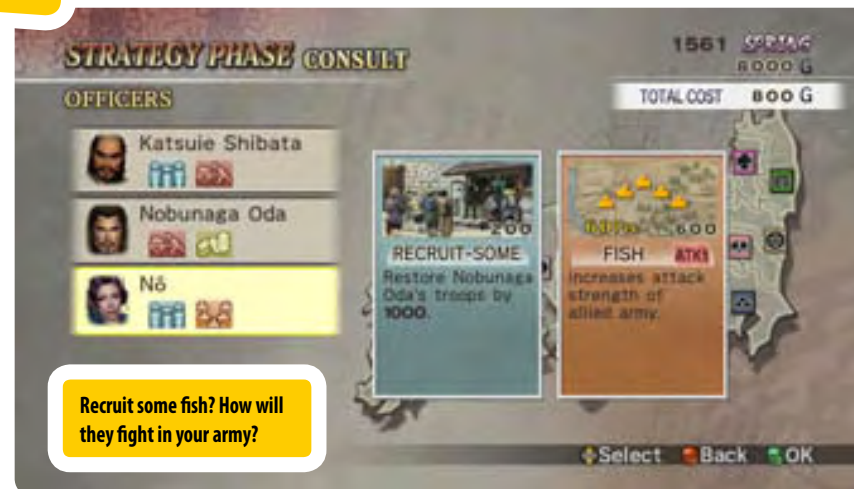 STRATEGY PHASE CONSULT
1561 SPRING
6000 G
OFFICERS
TOTAL COST 800 G
Katsuie Shibata
Nobunaga Oda
Nō
200
RECRUIT-SOME
Restore Nobunaga
Oda's troops by
1000.
600
FISH ATK↑
Increases attack
strength of
allied army.
Recruit some fish? How will
they fight in your army?
Select Back OK